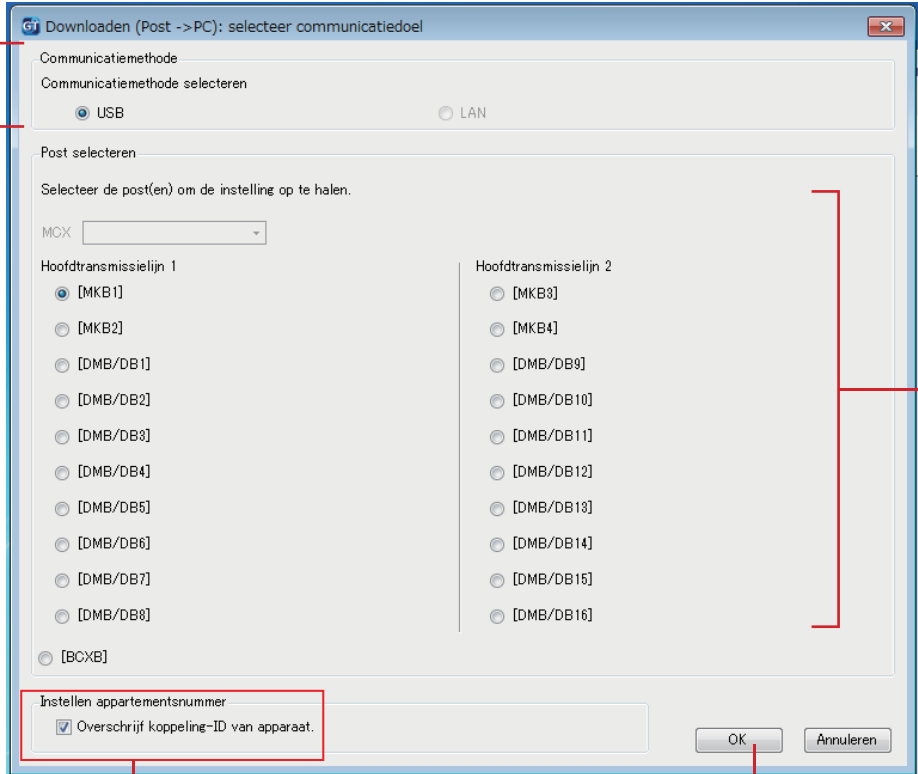 GT Downloaden (Post ->PC): selecteer communicatiedoel
Communicatiemethode
Communicatiemethode selecteren
USB
LAN
Post selecteren
Selecteer de post(en) om de instelling op te halen.
MCX
Hoofdtransmissielijn 1
[MKB1]
[MKB2]
[DMB/DB1]
[DMB/DB2]
[DMB/DB3]
[DMB/DB4]
[DMB/DB5]
[DMB/DB6]
[DMB/DB7]
[DMB/DB8]
Hoofdtransmissielijn 2
[MKB3]
[MKB4]
[DMB/DB9]
[DMB/DB10]
[DMB/DB11]
[DMB/DB12]
[DMB/DB13]
[DMB/DB14]
[DMB/DB15]
[DMB/DB16]
[BCXB]
Instellen appartementsnummer
Overschrijf koppeling-ID van apparaat.
OK
Annuleren